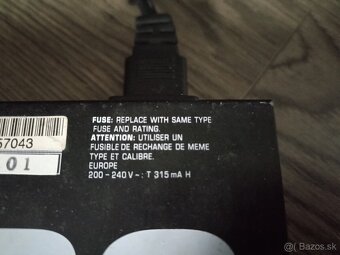 FUSE: REPLACE WITH SAME TYPE
FUSE AND RATING.
ATTENTION: UTILISER UN
FUSIBLE DE RECHANGE DE MEME
TYPE ET CALIBRE.
EUROPE
200-240V~: T 315mA H
57043
01
© Bazos.sk